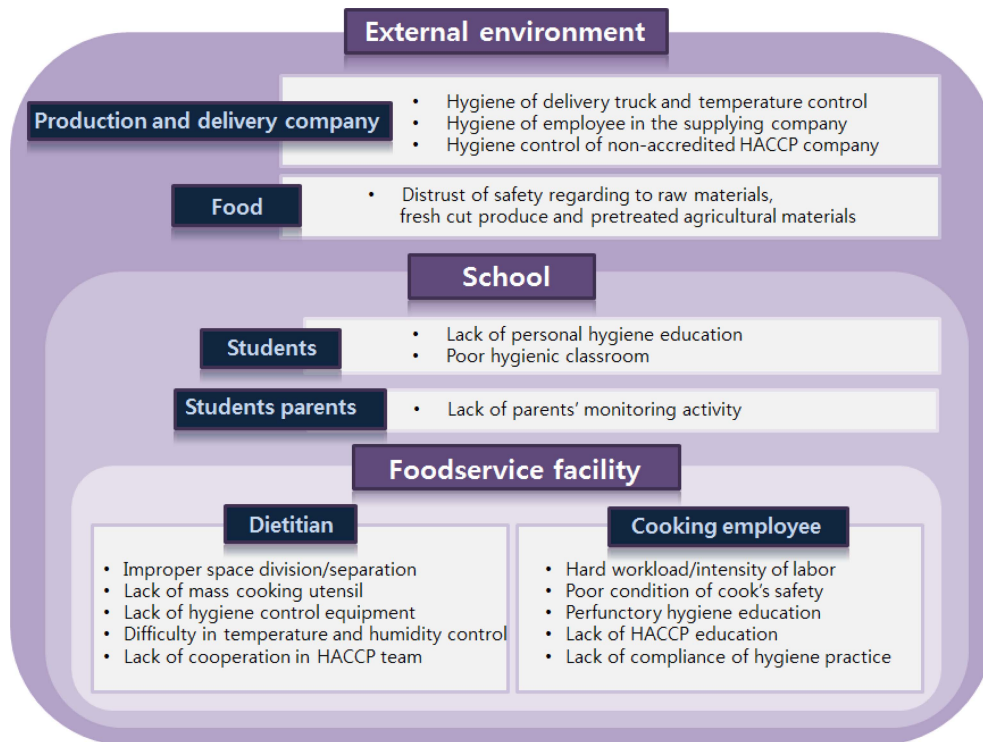 External environment
Production and delivery company
• Hygiene of delivery truck and temperature control
• Hygiene of employee in the supplying company
• Hygiene control of non-accredited HACCP company
Food
• Distrust of safety regarding to raw materials,
fresh cut produce and pretreated agricultural materials
School
Students
• Lack of personal hygiene education
• Poor hygienic classroom
Students parents
• Lack of parents’ monitoring activity
Foodservice facility
Dietitian
• Improper space division/separation
• Lack of mass cooking utensil
• Lack of hygiene control equipment
• Difficulty in temperature and humidity control
• Lack of cooperation in HACCP team
Cooking employee
• Hard workload/intensity of labor
• Poor condition of cook’s safety
• Perfunctory hygiene education
• Lack of HACCP education
• Lack of compliance of hygiene practice